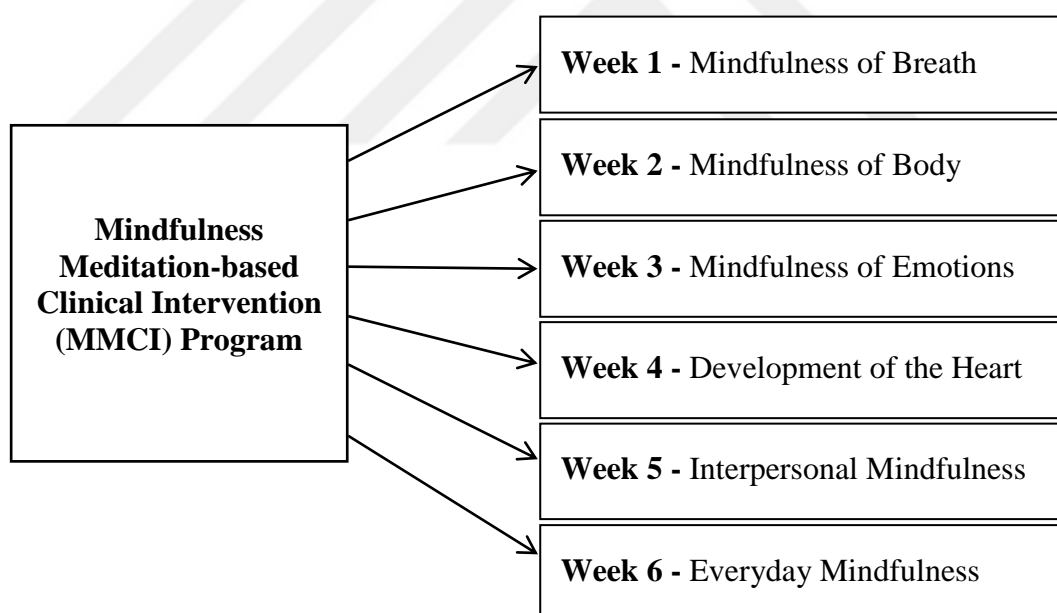 Mindfulness
Meditation-based
Clinical Intervention
(MMCI) Program
Week 1 - Mindfulness of Breath
Week 2 - Mindfulness of Body
Week 3 - Mindfulness of Emotions
Week 4 - Development of the Heart
Week 5 - Interpersonal Mindfulness
Week 6 - Everyday Mindfulness